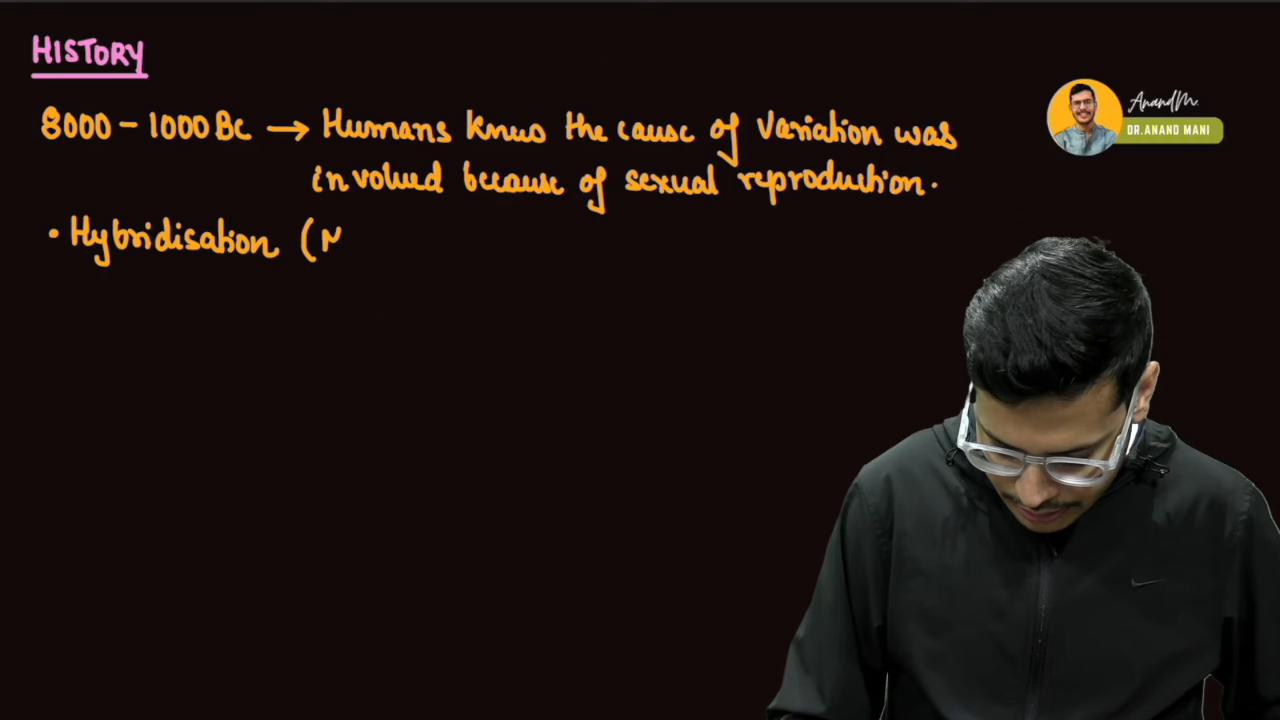 HISTORY
8000 - 1000 BC → Humans knew the cause of variation was
involved because of sexual reproduction.
• Hybridisation (N
AnandM.
DR.ANAND MANI